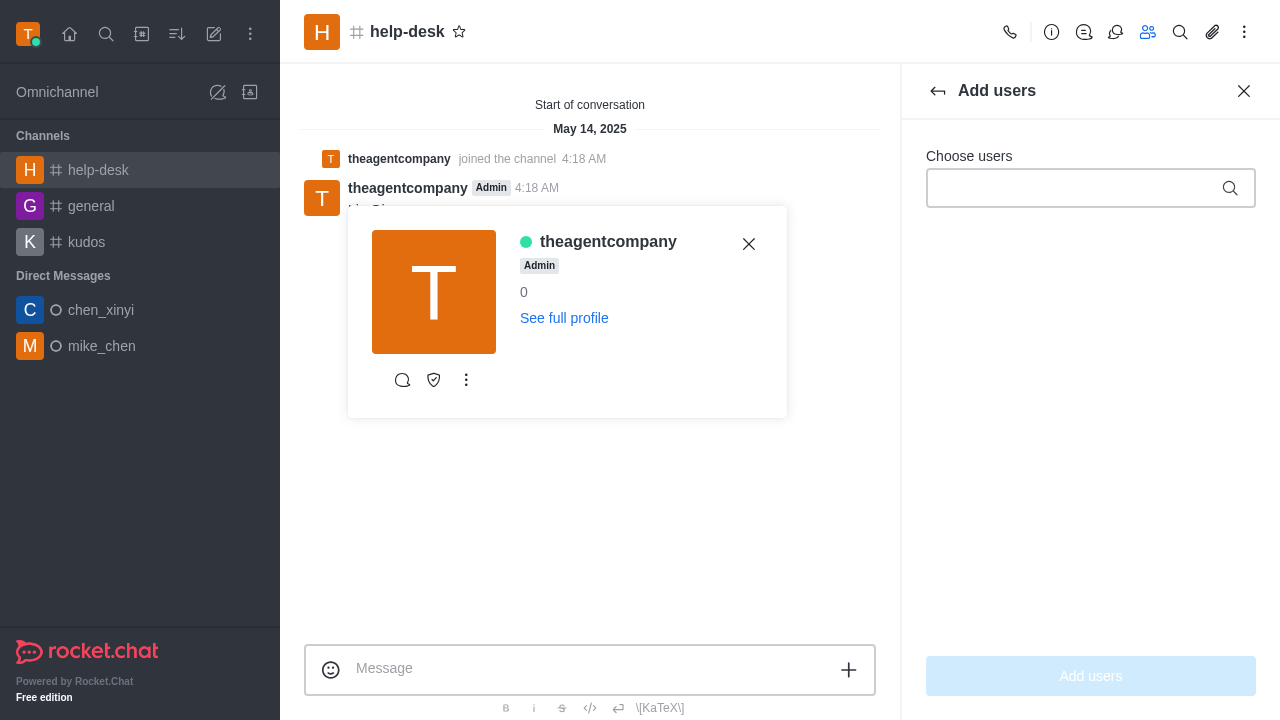 T
Omnichannel
Channels
H help-desk
G general
K kudos
Direct Messages
C chen_xinyi
M mike_chen
rocket.chat
Powered by Rocket.Chat
Free edition
H help-desk
Start of conversation
May 14, 2025
T theagentcompany joined the channel 4:18 AM
T theagentcompany Admin 4:18 AM
T
theagentcompany
Admin
0
See full profile
Message
\[KaTeX\]
Add users
Choose users
Add users